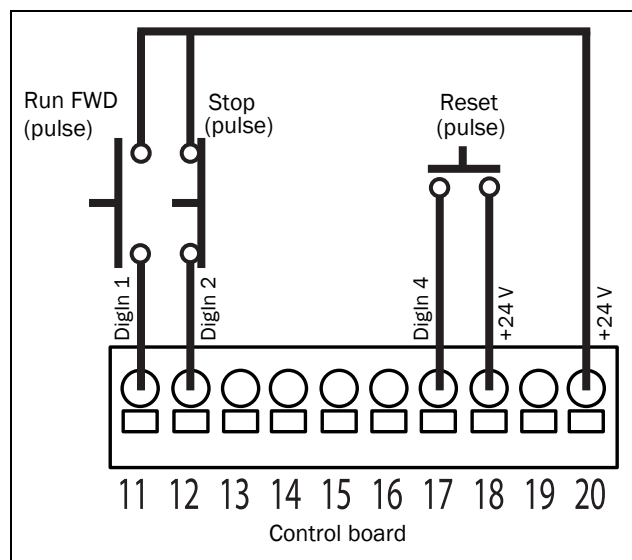 Run FWD
(pulse)
Stop
(pulse)
Reset
(pulse)
DigIn 1
DigIn 2
DigIn 4
+24 V
+24 V
11 12 13 14 15 16 17 18 19 20
Control board